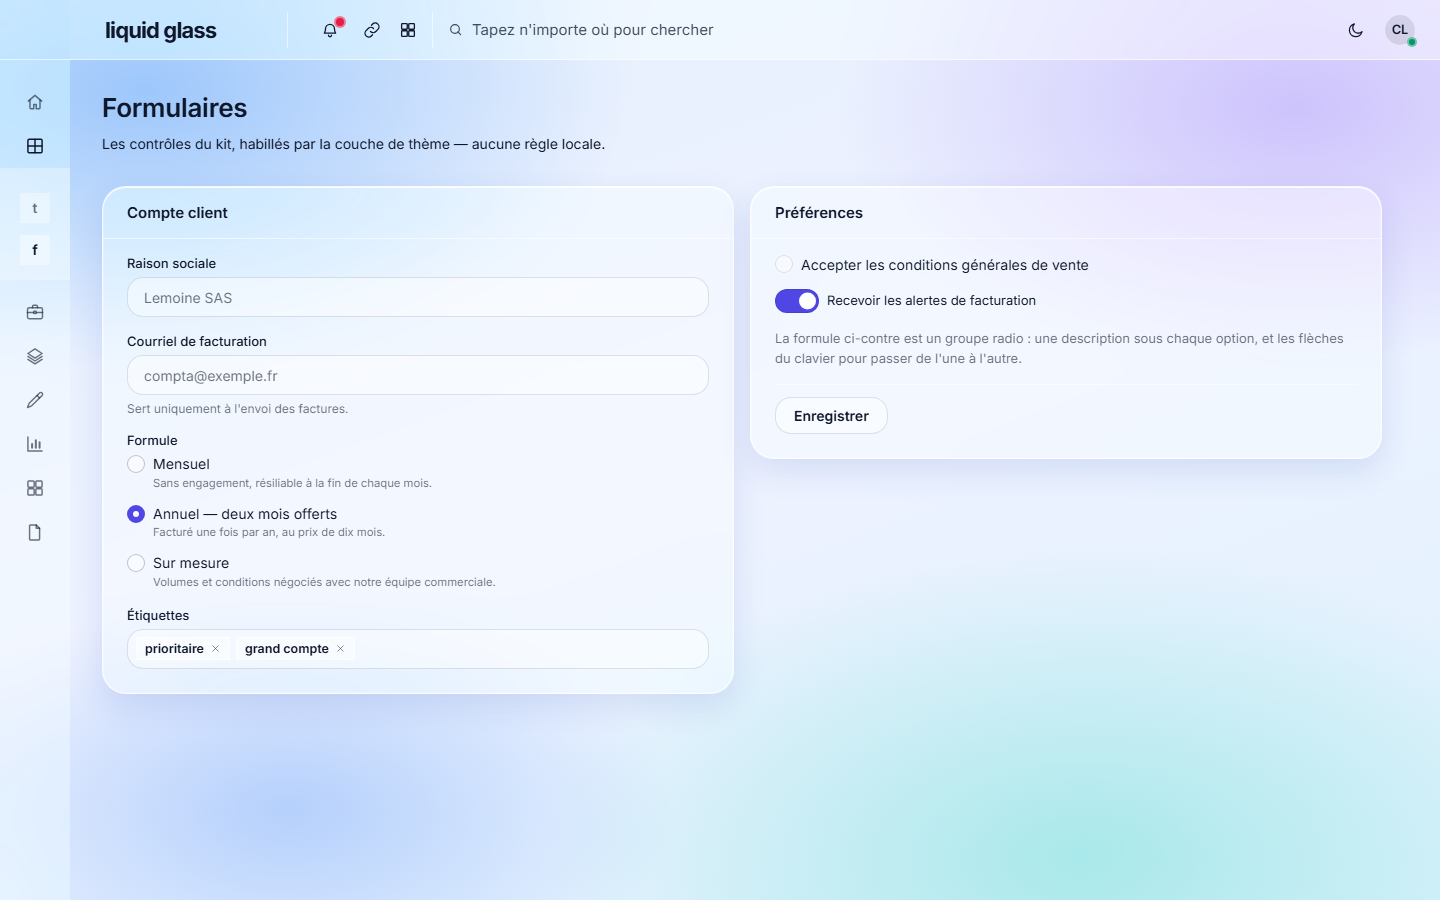 liquid glass
Tapez n'importe où pour chercher
CL
t
f
Formulaires
Les contrôles du kit, habillés par la couche de thème — aucune règle locale.
Compte client
Raison sociale
Lemoine SAS
Courriel de facturation
compta@exemple.fr
Sert uniquement à l'envoi des factures.
Formule
Mensuel
Sans engagement, résiliable à la fin de chaque mois.
Annuel — deux mois offerts
Facturé une fois par an, au prix de dix mois.
Sur mesure
Volumes et conditions négociés avec notre équipe commerciale.
Étiquettes
prioritaire
grand compte
Préférences
Accepter les conditions générales de vente
Recevoir les alertes de facturation
La formule ci-contre est un groupe radio : une description sous chaque option, et les flèches
du clavier pour passer de l'une à l'autre.
Enregistrer